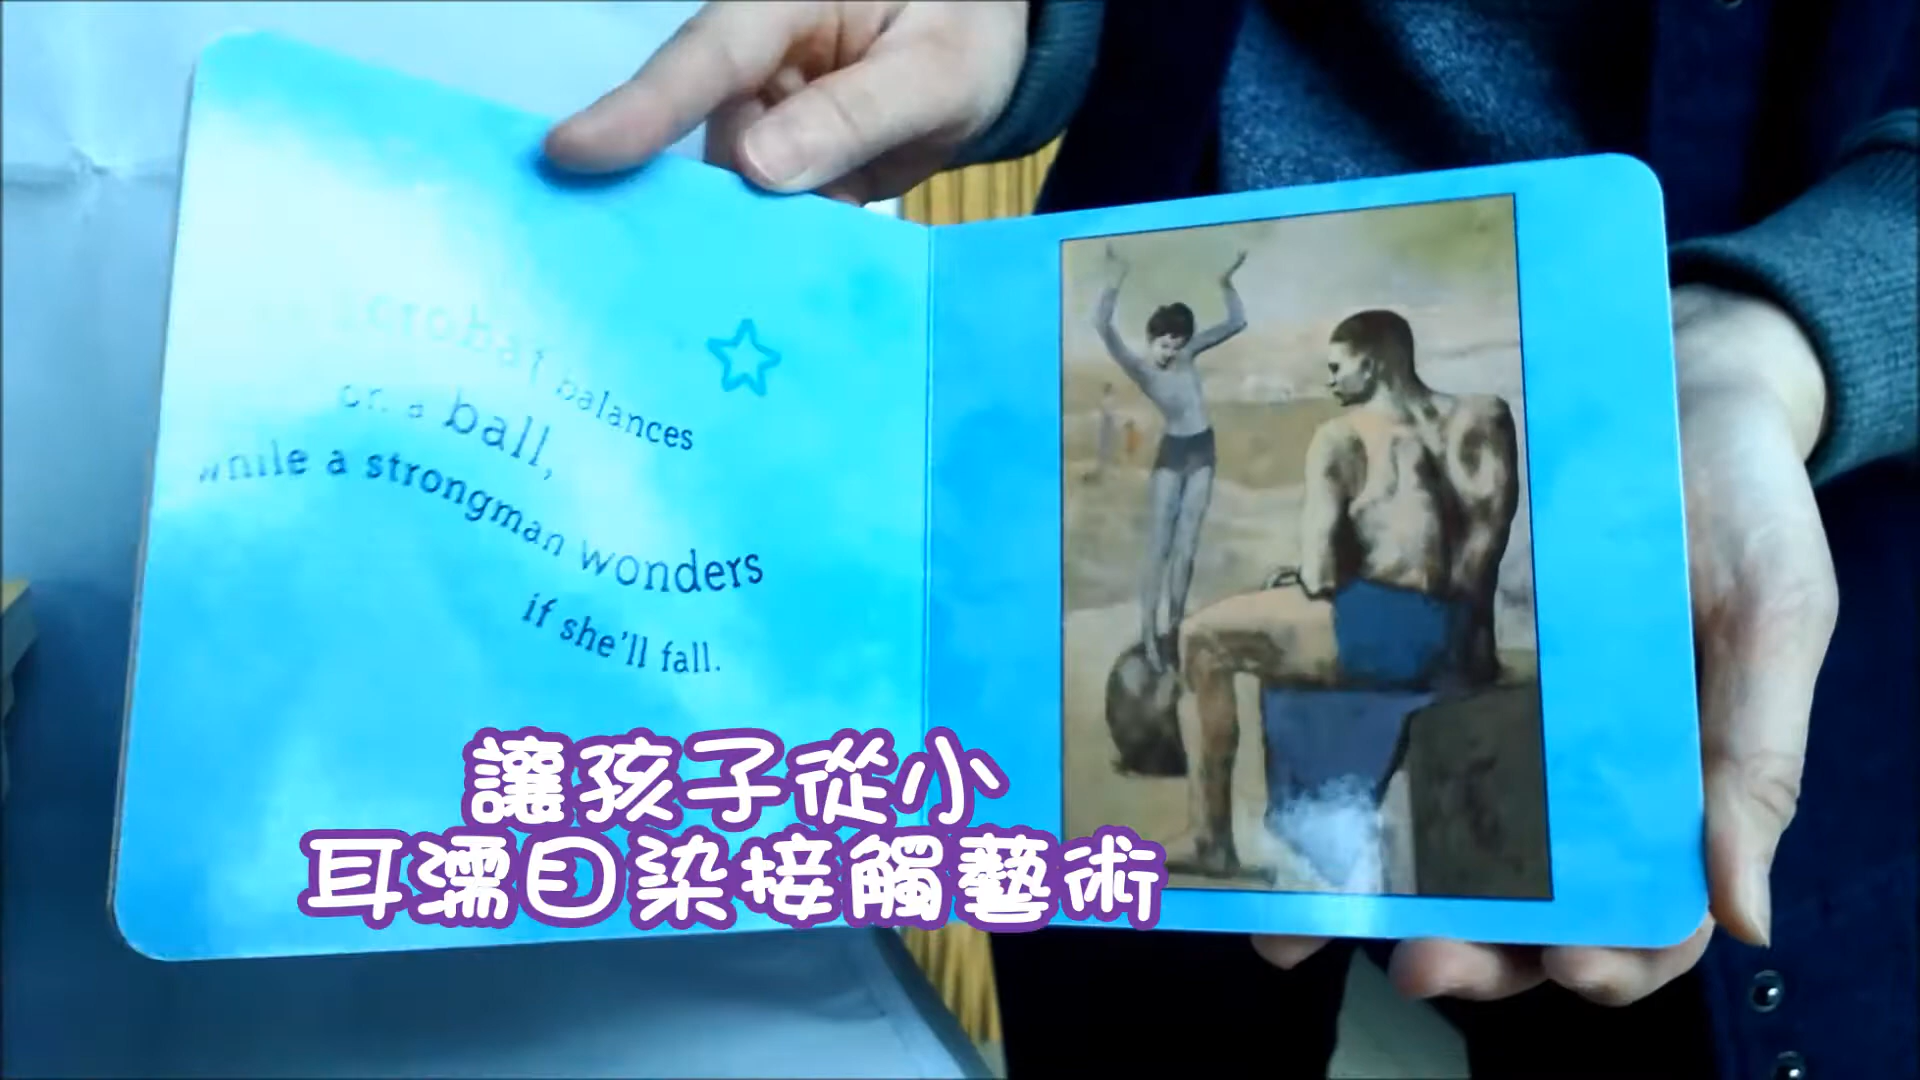 acrobat balances
on a ball,
while a strongman wonders
if she'll fall.
讓孩子從小
耳濡目染接觸藝術